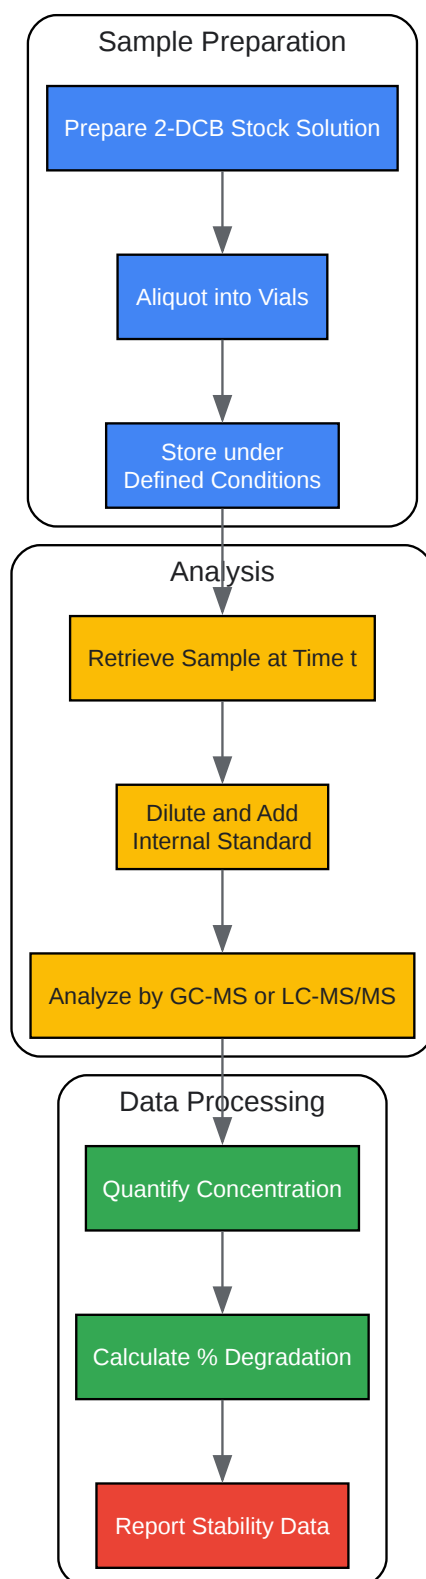 Sample Preparation
Prepare 2-DCB Stock Solution
Aliquot into Vials
Store under
Defined Conditions
Analysis
Retrieve Sample at Time t
Dilute and Add
Internal Standard
Analyze by GC-MS or LC-MS/MS
Data Processing
Quantify Concentration
Calculate % Degradation
Report Stability Data